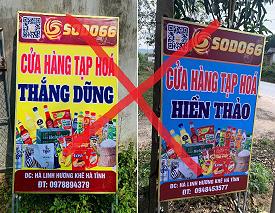 SODO66
CỬA HÀNG TẠP HOÁ
THẮNG DŨNG
ĐC: HÀ LINH HƯƠNG KHÊ HÀ TĨNH
ĐT: 0978894379
SODO66
CỬA HÀNG TẠP HOÁ
HIỀN THẢO
ĐC: HÀ LINH HƯƠNG KHÊ HÀ TĨNH
ĐT: 0948453577